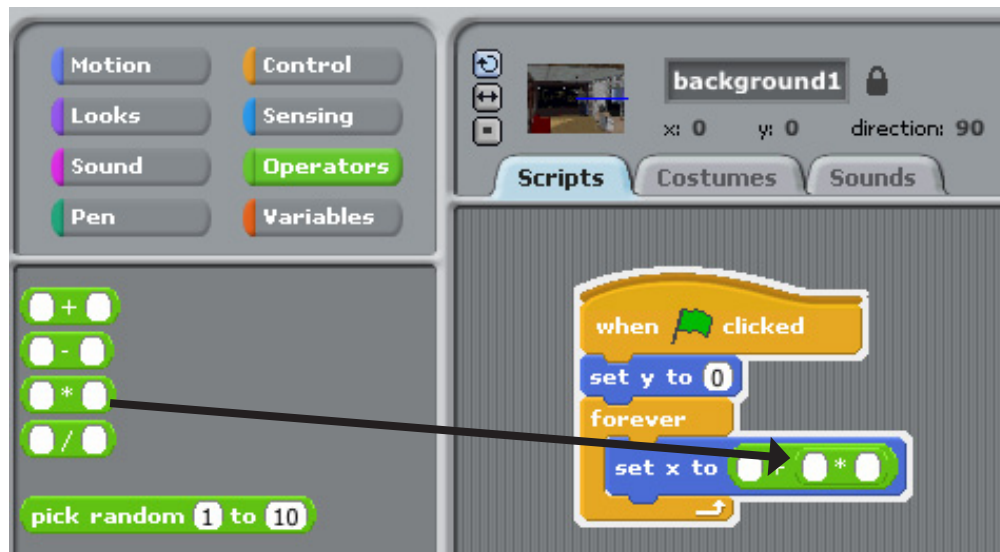 Motion
Control
Looks
Sensing
Sound
Operators
Pen
Variables
+
-
*
/
pick random 1 to 10
background1
x: 0 y: 0 direction: 90
Scripts Costumes Sounds
when clicked
set y to 0
forever
set x to + *